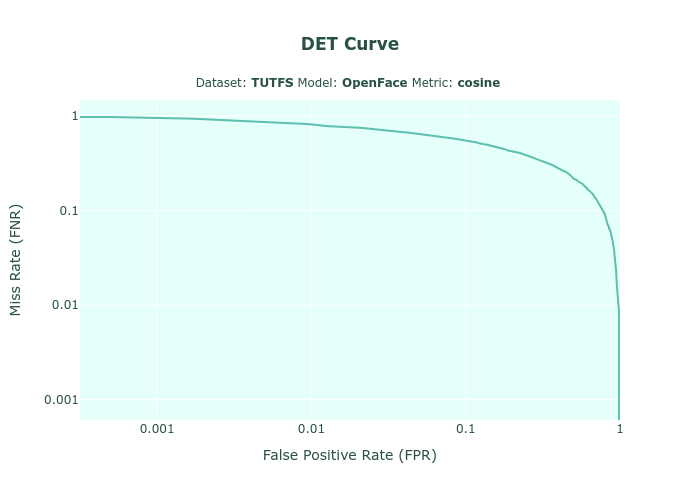 DET Curve
Dataset: TUTFS Model: OpenFace Metric: cosine
1
0.1
0.01
0.001
Miss Rate (FNR)
0.001
0.01
0.1
1
False Positive Rate (FPR)